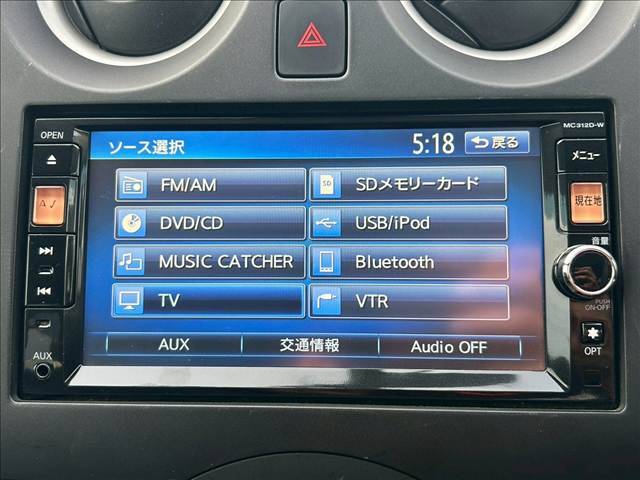 OPEN
MC312D-W
ソース選択
5:18
戻る
メニュー
FM/AM
SDメモリーカード
DVD/CD
USB/iPod
現在地
音量
MUSIC CATCHER
Bluetooth
TV
VTR
PUSH
ON·OFF
AUX
交通情報
Audio OFF
AUX
OPT